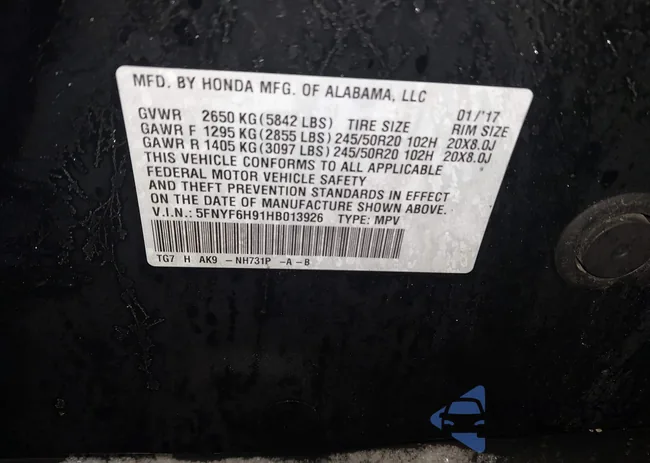 MFD. BY HONDA MFG. OF ALABAMA, LLC
GVWR 2650 KG(5842 LBS) TIRE SIZE 01/'17 RIM SIZE
GAWR F 1295 KG(2855 LBS) 245/50R20 102H 20X8.0J
GAWR R 1405 KG(3097 LBS) 245/50R20 102H 20X8.0J
THIS VEHICLE CONFORMS TO ALL APPLICABLE
FEDERAL MOTOR VEHICLE SAFETY
AND THEFT PREVENTION STANDARDS IN EFFECT
ON THE DATE OF MANUFACTURE SHOWN ABOVE.
V.I.N.: 5FNYF6H91HB013926 TYPE: MPV
TG7 H AK9 -NH731P -A-B